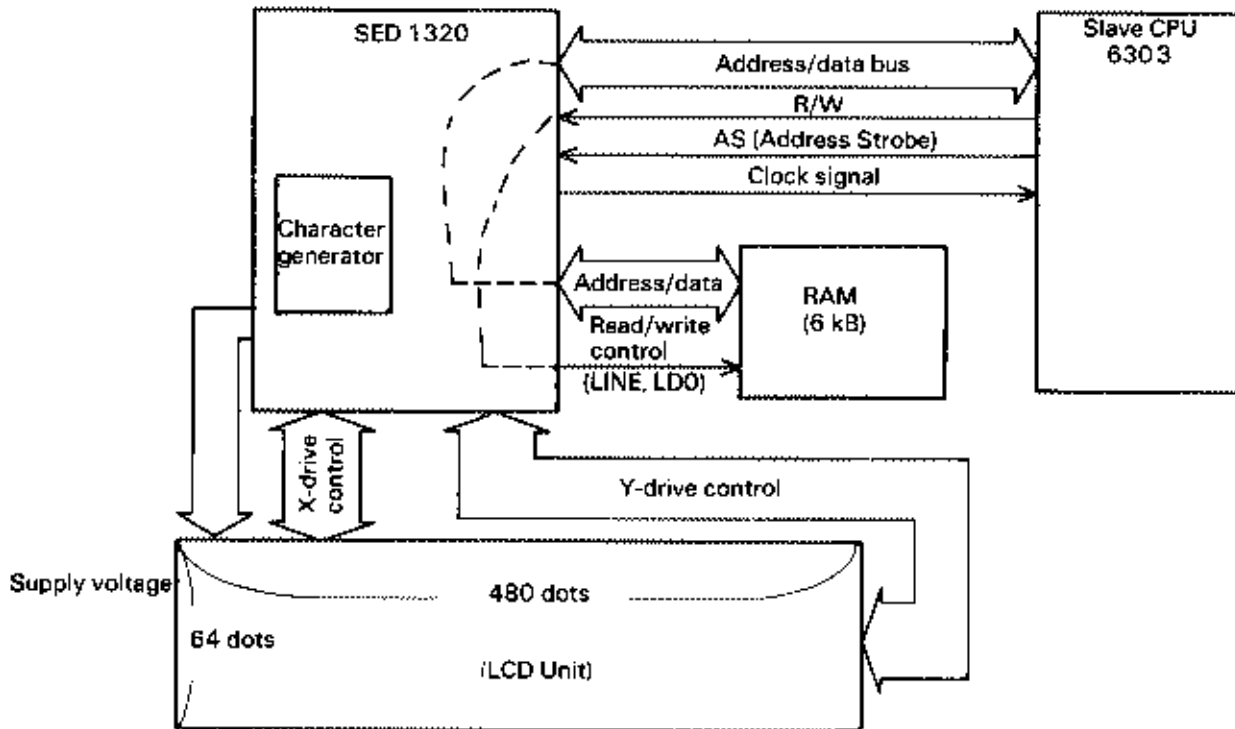 SED 1320
Slave CPU
6303
Address/data bus
R/W
AS (Address Strobe)
Clock signal
Character
generator
Address/data
Read/write
control
(LINE, LD0)
RAM
(6 kB)
X-drive
control
Y-drive control
Supply voltage
480 dots
64 dots
(LCD Unit)